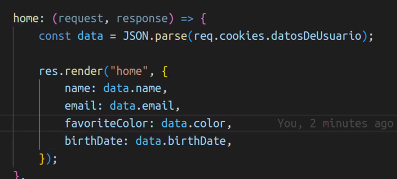 home: (request, response) => {
const data = JSON.parse(req.cookies.datosDeUsuario);
res.render("home", {
name: data.name,
email: data.email,
favoriteColor: data.color, You, 2 minutes ago
birthDate: data.birthDate,
});
},